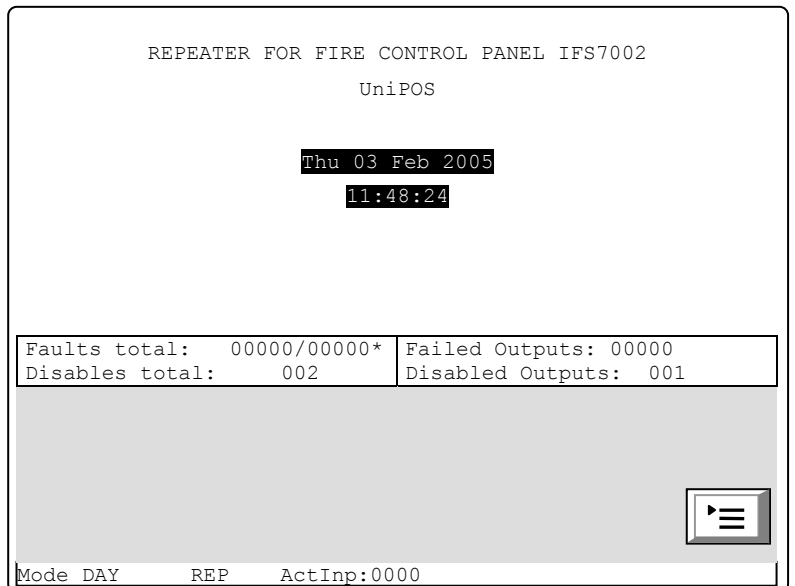 REPEATER FOR FIRE CONTROL PANEL IFS7002
UniPOS
Thu 03 Feb 2005
11:48:24
Faults total: 00000/00000* Failed Outputs: 00000
Disables total: 002 Disabled Outputs: 001
Mode DAY REP ActInp:0000